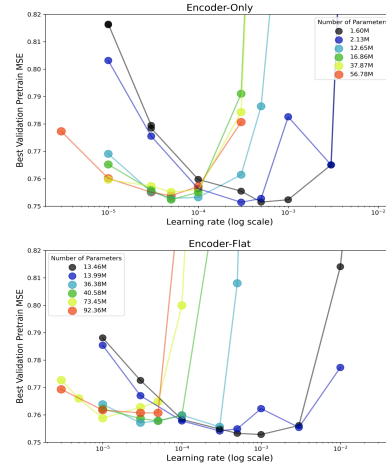 Encoder-Only
0.82
0.81
0.80
0.79
0.78
0.77
0.76
0.75
Best Validation Pretrain MSE
Number of Parameters
1.60M
2.13M
12.65M
16.86M
37.87M
56.78M
10⁻⁵
10⁻⁴
10⁻³
10⁻²
Learning rate (log scale)
Encoder-Flat
0.82
0.81
0.80
0.79
0.78
0.77
0.76
0.75
Best Validation Pretrain MSE
Number of Parameters
13.46M
13.99M
36.38M
40.58M
73.45M
92.36M
10⁻⁵
10⁻⁴
10⁻³
10⁻²
Learning rate (log scale)